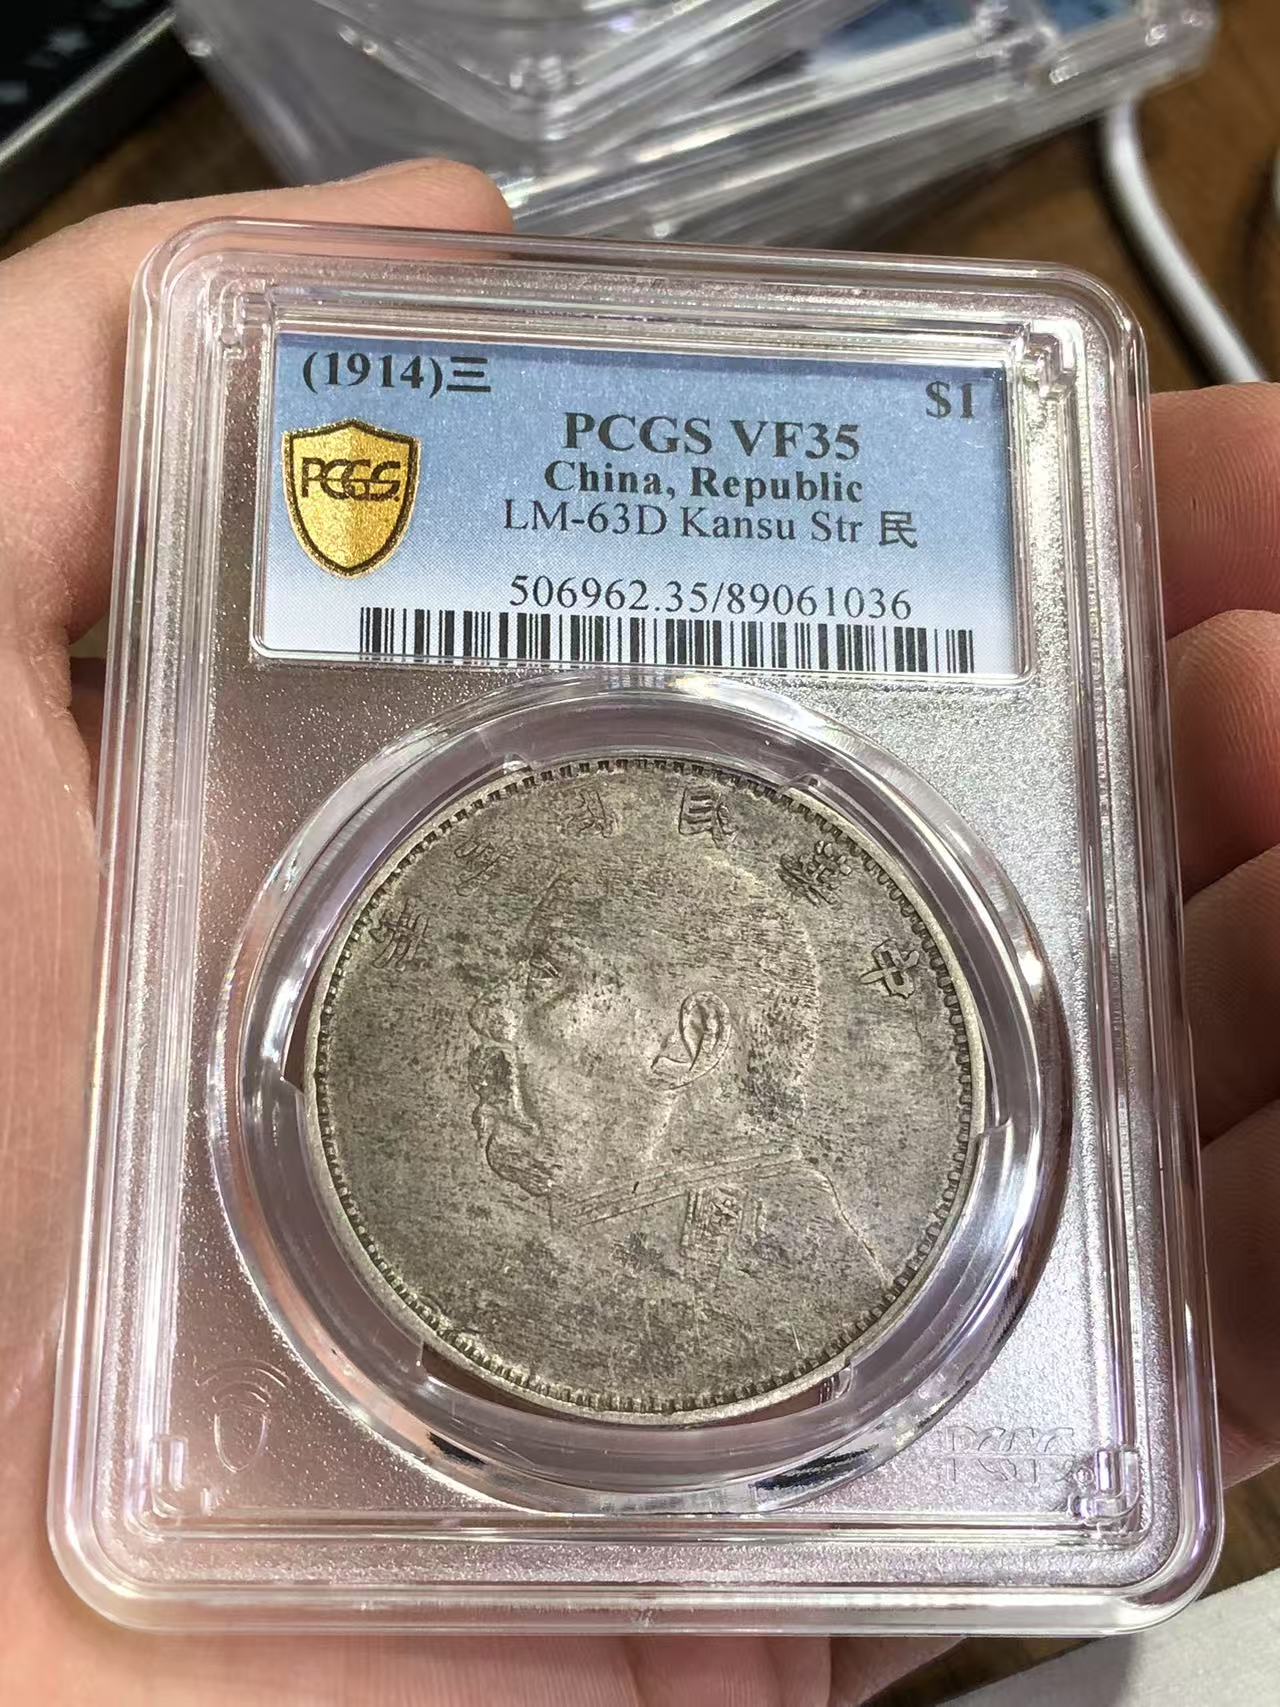 (1914)三
$1
PCGS VF35
PCGS
China, Republic
LM-63D Kansu Str 民
506962.35/89061036
年 三 國 民 華 中
PCGS